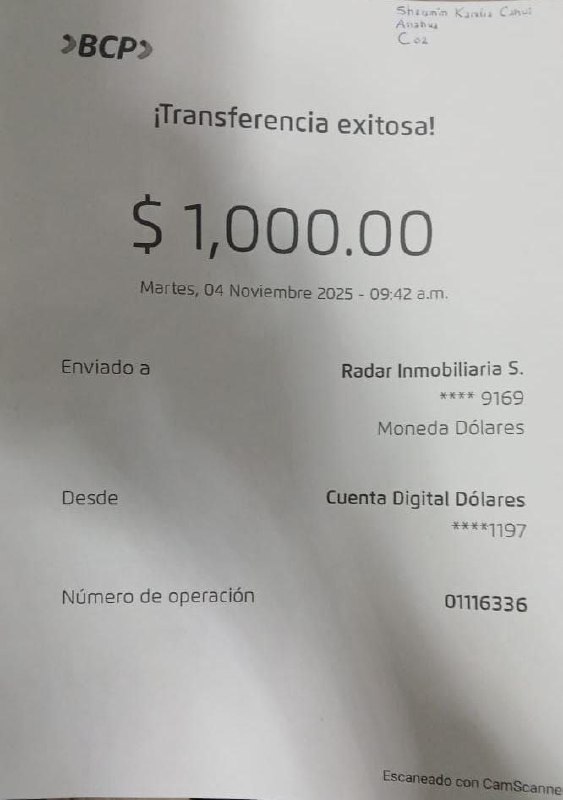 BCP
¡Transferencia exitosa!
$ 1,000.00
Martes, 04 Noviembre 2025 - 09:42 a.m.
Enviado a
Radar Inmobiliaria S.
**** 9169
Moneda Dólares
Desde
Cuenta Digital Dólares
****1197
Número de operación
01116336
Escaneado con CamScanne